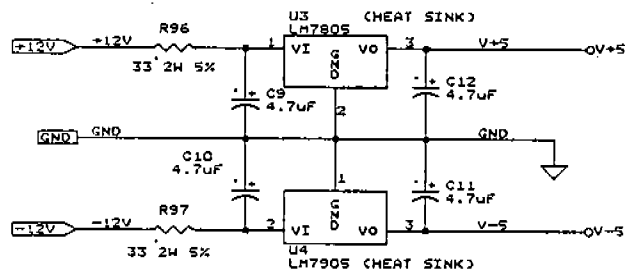 U3 (HEAT SINK)
LM7805
R96
+12V +12V
1 VI VO 3 V+5 V+5
GND
33 2W 5%
C9
4.7uF
2
C12
4.7uF
GND GND GND
C10
4.7uF
1
C11
4.7uF
GND
-12V -12V
R97
2 VI VO 3 V-5 V-5
33 2W 5%
U4
LM7905 (HEAT SINK)